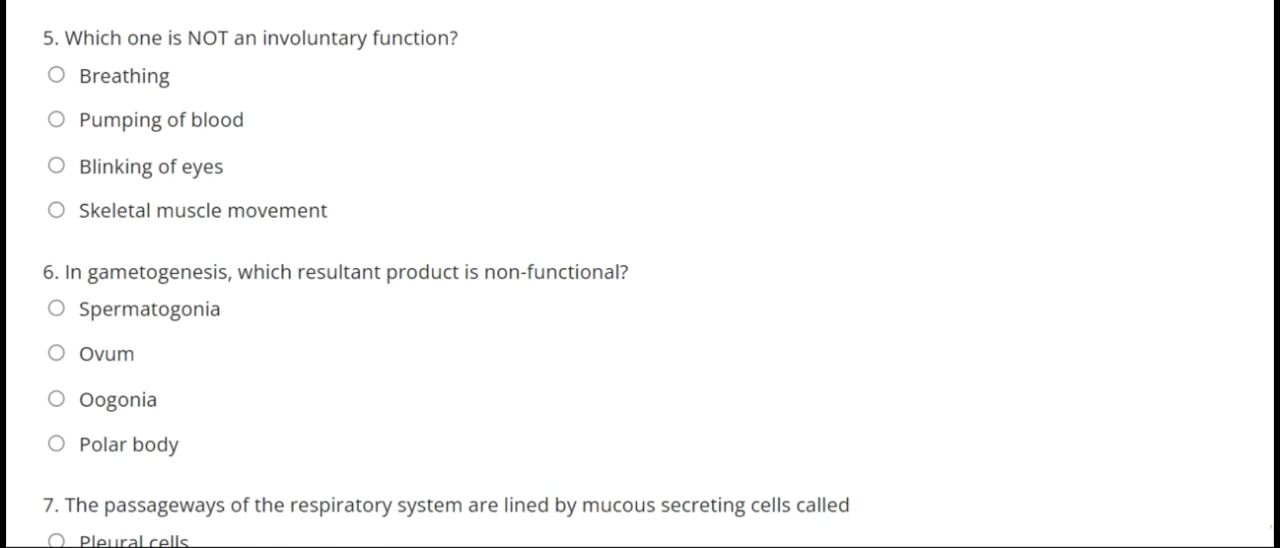 5. Which one is NOT an involuntary function?
Breathing
Pumping of blood
Blinking of eyes
Skeletal muscle movement
6. In gametogenesis, which resultant product is non-functional?
Spermatogonia
Ovum
Oogonia
Polar body
7. The passageways of the respiratory system are lined by mucous secreting cells called
Pleural cells